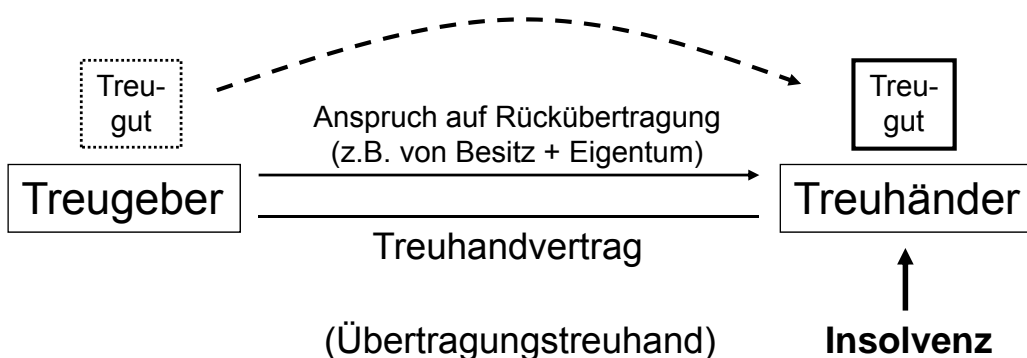 Treu-
gut
Treu-
gut
Anspruch auf Rückübertragung
(z.B. von Besitz + Eigentum)
Treugeber
Treuhänder
Treuhandvertrag
(Übertragungstreuhand)
Insolvenz